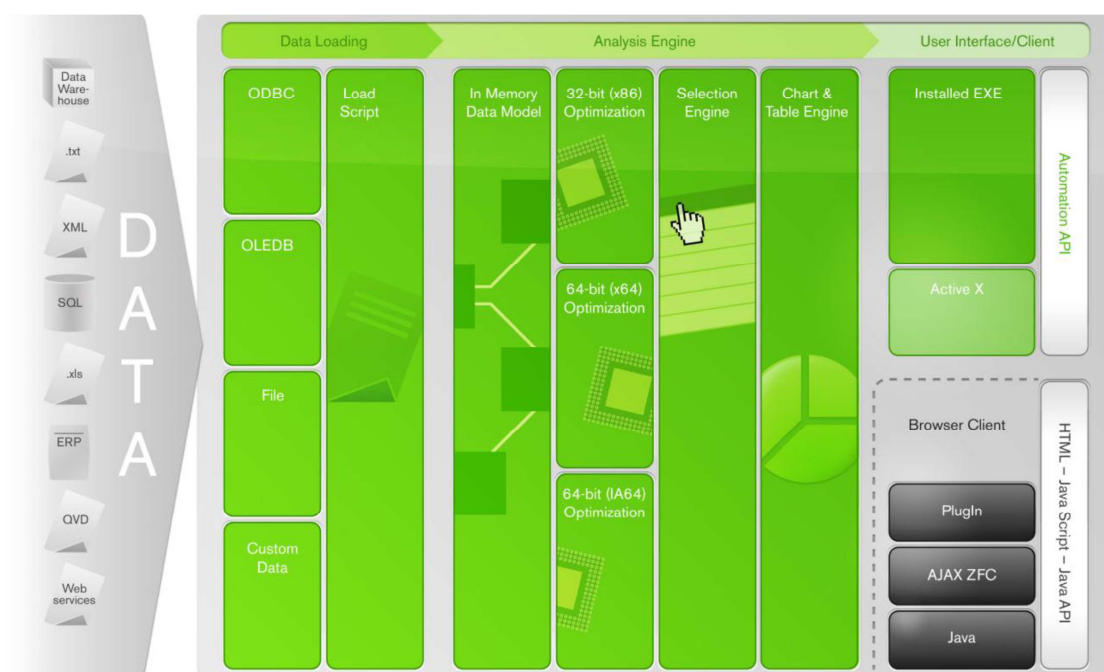 Data Loading
Analysis Engine
User Interface/Client
Data
Ware-
house
.txt
XML
SQL
.xls
ERP
QVD
Web
services
D
A
T
A
ODBC
OLEDB
File
Custom
Data
Load
Script
In Memory
Data Model
32-bit (x86)
Optimization
64-bit (x64)
Optimization
64-bit (IA64)
Optimization
Selection
Engine
Chart &
Table Engine
Installed EXE
Active X
Automation API
Browser Client
PlugIn
AJAX ZFC
Java
HTML – Java Script – Java API